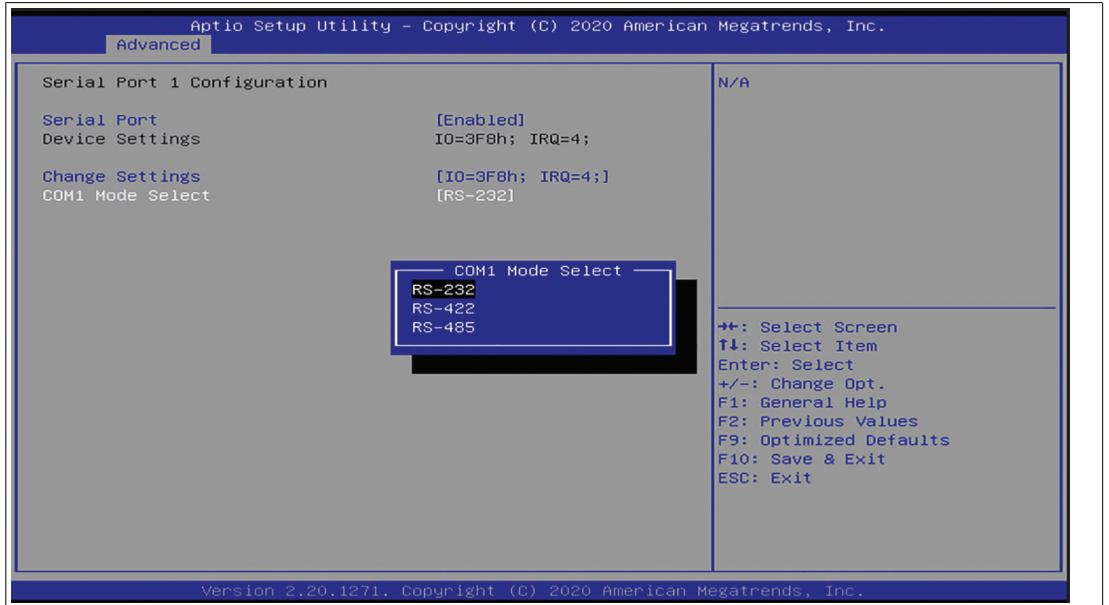 Aptio Setup Utility – Copyright (C) 2020 American Megatrends, Inc.
Advanced
Serial Port 1 Configuration
Serial Port [Enabled]
Device Settings IO=3F8h; IRQ=4;
Change Settings [IO=3F8h; IRQ=4;]
COM1 Mode Select [RS-232]
COM1 Mode Select
RS-232
RS-422
RS-485
N/A
→←: Select Screen
↑↓: Select Item
Enter: Select
+/-: Change Opt.
F1: General Help
F2: Previous Values
F9: Optimized Defaults
F10: Save & Exit
ESC: Exit
Version 2.20.1271. Copyright (C) 2020 American Megatrends, Inc.